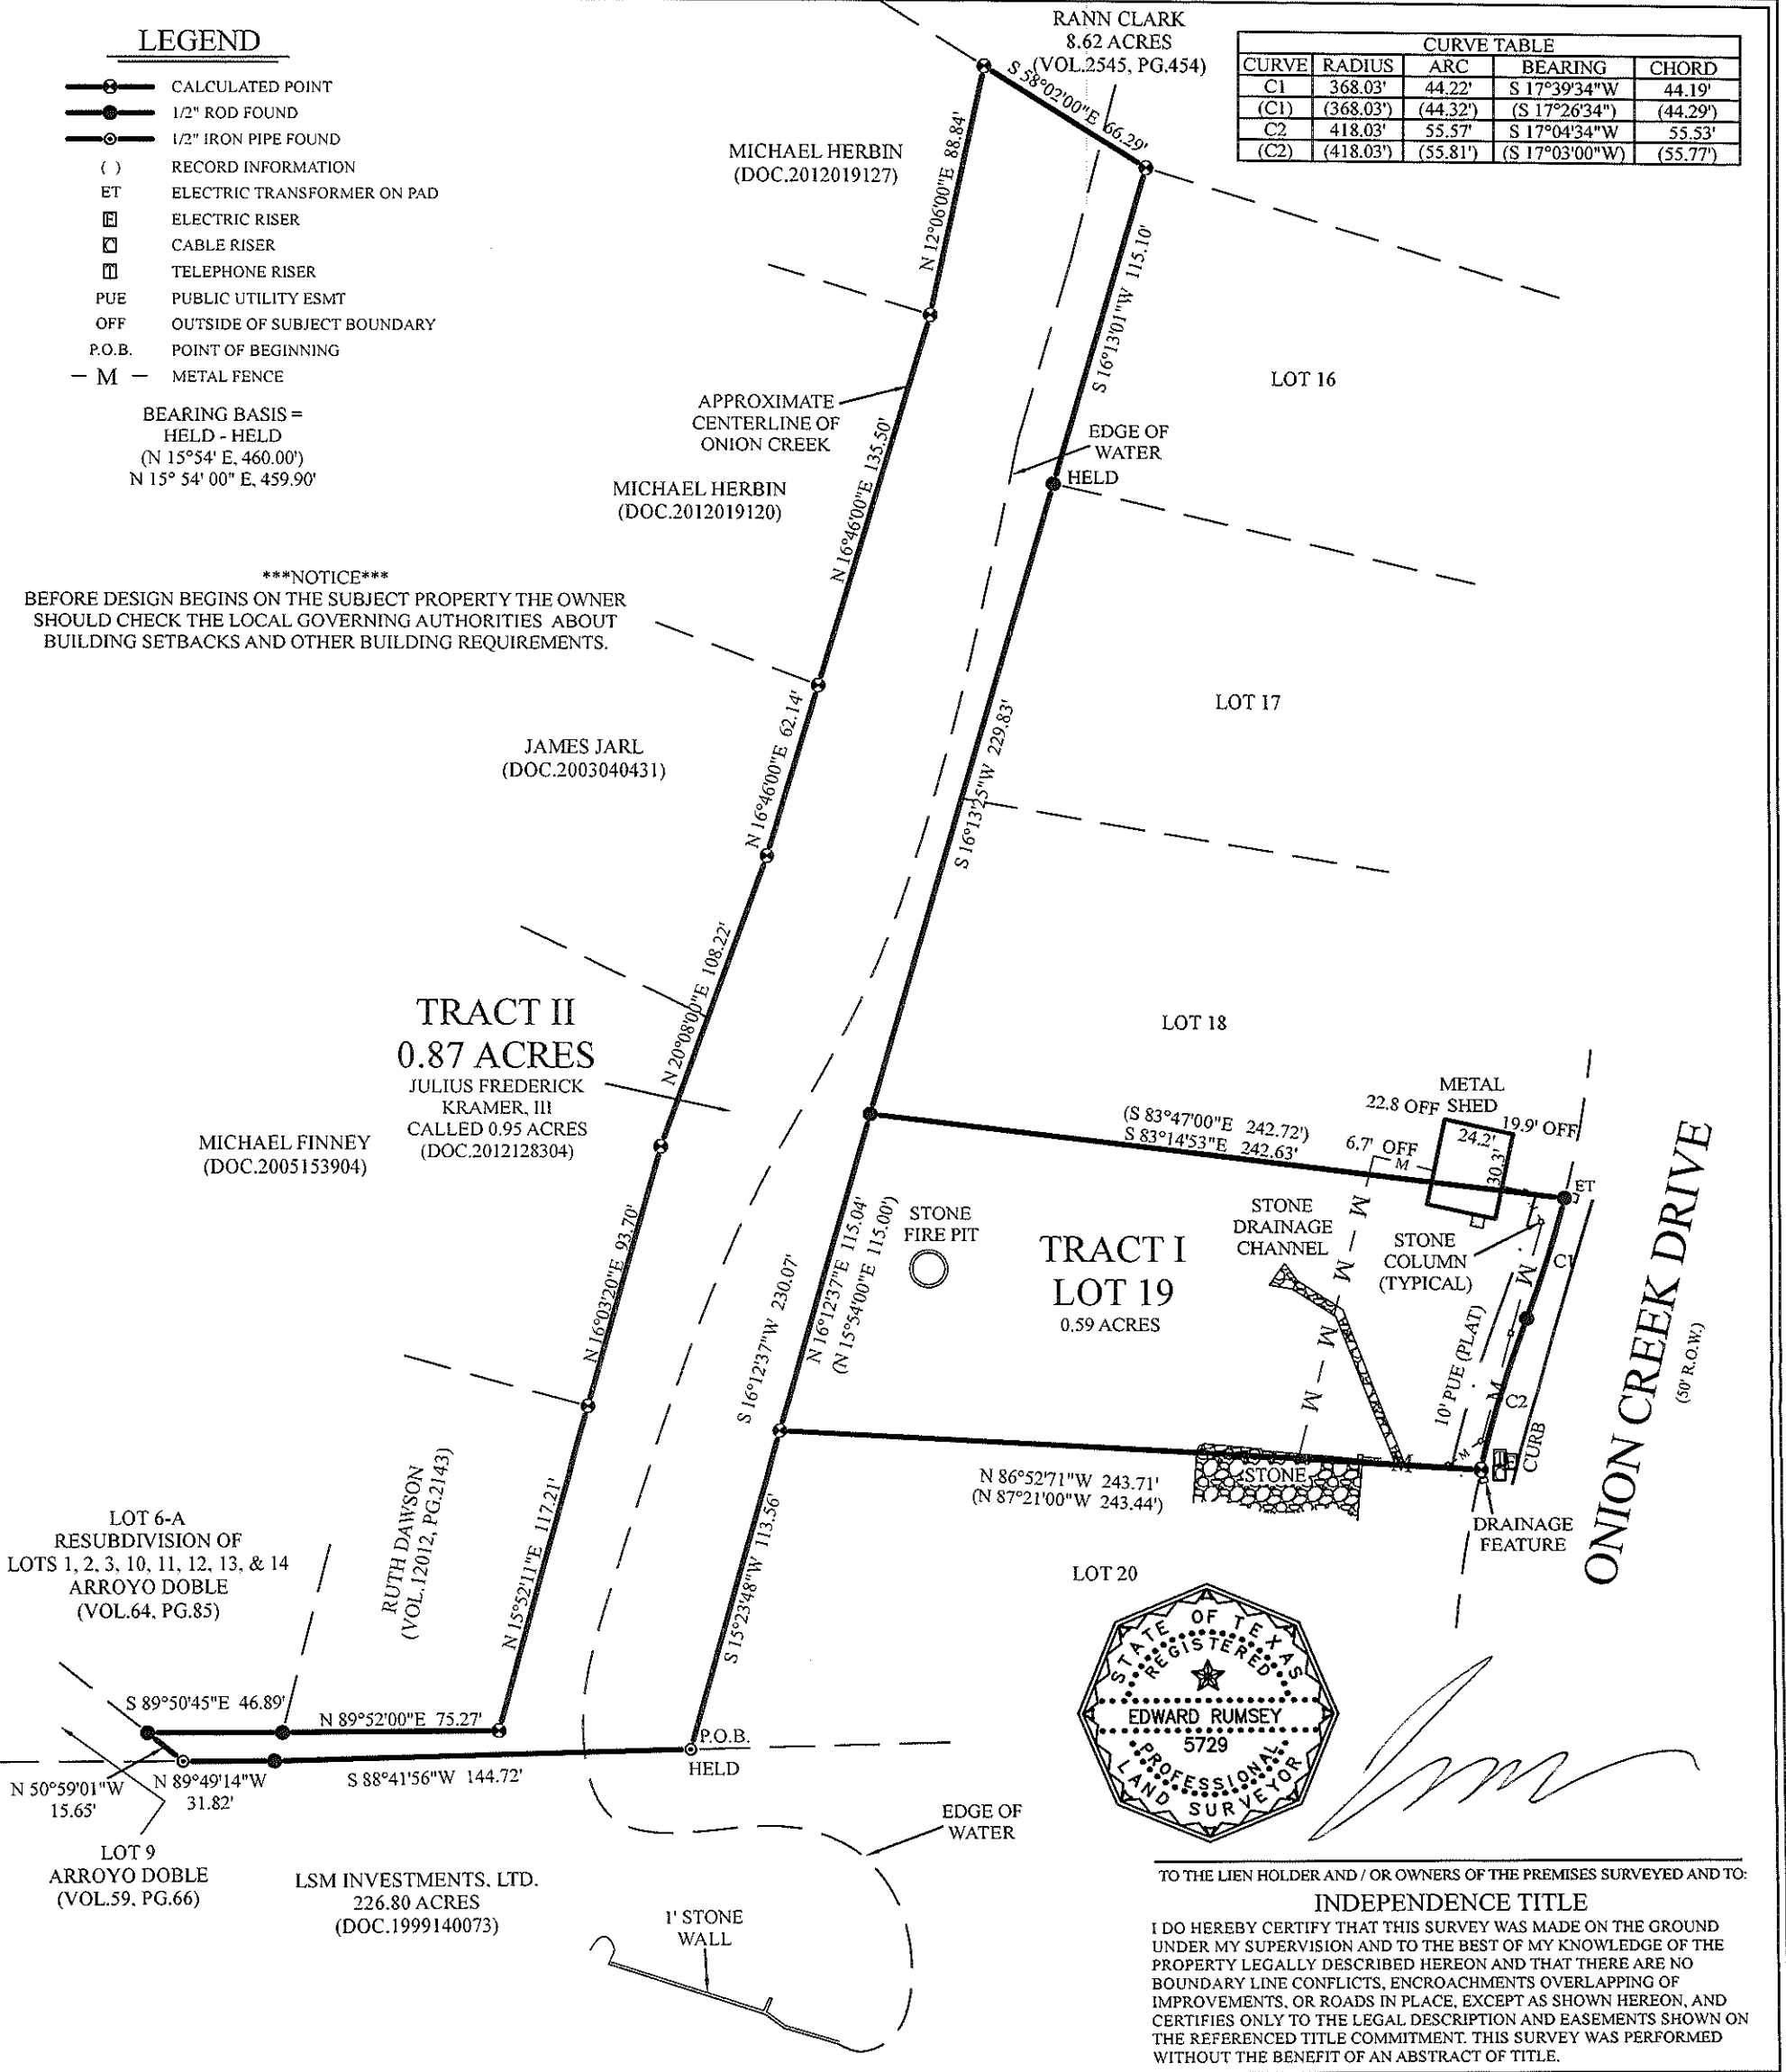 LEGEND
CALCULATED POINT
1/2" ROD FOUND
1/2" IRON PIPE FOUND
( ) RECORD INFORMATION
ET ELECTRIC TRANSFORMER ON PAD
E ELECTRIC RISER
C CABLE RISER
T TELEPHONE RISER
PUE PUBLIC UTILITY ESMT
OFF OUTSIDE OF SUBJECT BOUNDARY
P.O.B. POINT OF BEGINNING
— M — METAL FENCE
BEARING BASIS =
HELD - HELD
(N 15°54' E, 460.00')
N 15° 54' 00" E, 459.90'
***NOTICE***
BEFORE DESIGN BEGINS ON THE SUBJECT PROPERTY THE OWNER
SHOULD CHECK THE LOCAL GOVERNING AUTHORITIES ABOUT
BUILDING SETBACKS AND OTHER BUILDING REQUIREMENTS.
RANN CLARK
8.62 ACRES
(VOL.2545, PG.454)
CURVE TABLE
CURVE RADIUS ARC BEARING CHORD
C1 368.03' 44.22' S 17°39'34"W 44.19'
(C1) (368.03') (44.32') (S 17°26'34") (44.29')
C2 418.03' 55.57' S 17°04'34"W 55.53'
(C2) (418.03') (55.81') (S 17°03'00"W) (55.77')
S 58°02'00"E 66.29'
MICHAEL HERBIN
(DOC.2012019127)
N 12°06'00"E 88.84'
S 16°13'01"W 115.10'
LOT 16
APPROXIMATE
CENTERLINE OF
ONION CREEK
EDGE OF
WATER
HELD
MICHAEL HERBIN
(DOC.2012019120)
N 16°46'00"E 135.50'
LOT 17
JAMES JARL
(DOC.2003040431)
N 16°46'00"E 62.14'
S 16°13'25"W 229.83'
TRACT II
0.87 ACRES
JULIUS FREDERICK
KRAMER, III
CALLED 0.95 ACRES
(DOC.2012128304)
N 20°08'00"E 108.22'
LOT 18
METAL
SHED
22.8 OFF
19.9' OFF
24.2'
30.3'
6.7' OFF
M
(S 83°47'00"E 242.72')
S 83°14'53"E 242.63'
ET
MICHAEL FINNEY
(DOC.2005153904)
N 16°03'20"E 93.70'
S 16°12'37"W 230.07'
N 16°12'37"E 115.04'
(N 15°54'00"E 115.00')
STONE
FIRE PIT
TRACT I
LOT 19
0.59 ACRES
STONE
DRAINAGE
CHANNEL
STONE
COLUMN
(TYPICAL)
M
M
M
M
M
M
C1
10' PUE (PLAT)
M
M
C2
M
CURB
E
M
ONION CREEK DRIVE
(50' R.O.W.)
N 86°52'71"W 243.71'
(N 87°21'00"W 243.44')
STONE
DRAINAGE
FEATURE
LOT 20
LOT 6-A
RESUBDIVISION OF
LOTS 1, 2, 3, 10, 11, 12, 13, & 14
ARROYO DOBLE
(VOL.64, PG.85)
RUTH DAWSON
(VOL.12012, PG.2143)
N 15°52'11"E 117.21'
S 15°23'48"W 113.56'
S 89°50'45"E 46.89'
N 89°52'00"E 75.27'
P.O.B.
HELD
N 50°59'01"W
15.65'
N 89°49'14"W
31.82'
S 88°41'56"W 144.72'
LOT 9
ARROYO DOBLE
(VOL.59, PG.66)
LSM INVESTMENTS, LTD.
226.80 ACRES
(DOC.1999140073)
EDGE OF
WATER
1' STONE
WALL
STATE OF TEXAS
REGISTERED
EDWARD RUMSEY
5729
PROFESSIONAL
LAND SURVEYOR
TO THE LIEN HOLDER AND / OR OWNERS OF THE PREMISES SURVEYED AND TO:
INDEPENDENCE TITLE
I DO HEREBY CERTIFY THAT THIS SURVEY WAS MADE ON THE GROUND
UNDER MY SUPERVISION AND TO THE BEST OF MY KNOWLEDGE OF THE
PROPERTY LEGALLY DESCRIBED HEREON AND THAT THERE ARE NO
BOUNDARY LINE CONFLICTS, ENCROACHMENTS OVERLAPPING OF
IMPROVEMENTS, OR ROADS IN PLACE, EXCEPT AS SHOWN HEREON, AND
CERTIFIES ONLY TO THE LEGAL DESCRIPTION AND EASEMENTS SHOWN ON
THE REFERENCED TITLE COMMITMENT. THIS SURVEY WAS PERFORMED
WITHOUT THE BENEFIT OF AN ABSTRACT OF TITLE.